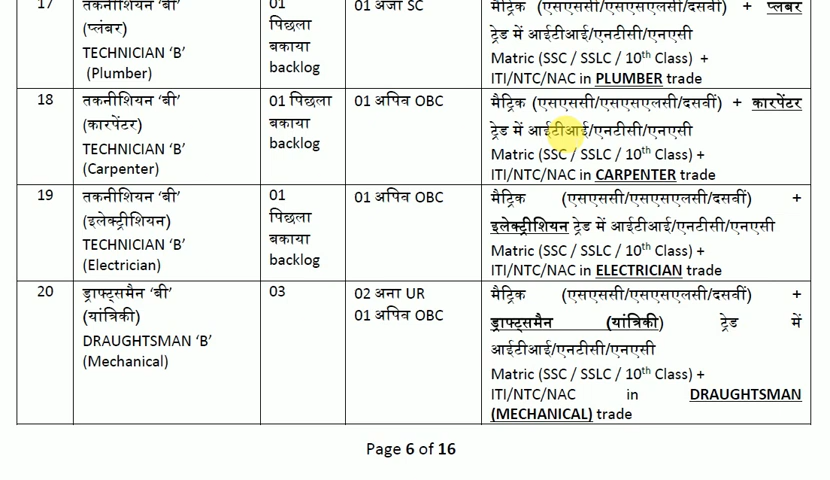 17
तकनीशियन ‘बी’
(प्लंबर)
TECHNICIAN ‘B’
(Plumber)
01
पिछला
बकाया
backlog
01 अजा SC
मैट्रिक (एसएससी/एसएसएलसी/दसवीं) + प्लंबर
ट्रेड में आईटीआई/एनटीसी/एनएसी
Matric (SSC / SSLC / 10th Class) +
ITI/NTC/NAC in PLUMBER trade
18
तकनीशियन ‘बी’
(कारपेंटर)
TECHNICIAN ‘B’
(Carpenter)
01 पिछला
बकाया
backlog
01 अपिव OBC
मैट्रिक (एसएससी/एसएसएलसी/दसवीं) + कारपेंटर
ट्रेड में आईटीआई/एनटीसी/एनएसी
Matric (SSC / SSLC / 10th Class) +
ITI/NTC/NAC in CARPENTER trade
19
तकनीशियन ‘बी’
(इलेक्ट्रीशियन)
TECHNICIAN ‘B’
(Electrician)
01
पिछला
बकाया
backlog
01 अपिव OBC
मैट्रिक (एसएससी/एसएसएलसी/दसवीं) +
इलेक्ट्रीशियन ट्रेड में आईटीआई/एनटीसी/एनएसी
Matric (SSC / SSLC / 10th Class) +
ITI/NTC/NAC in ELECTRICIAN trade
20
ड्राफ्ट्समैन ‘बी’
(यांत्रिकी)
DRAUGHTSMAN ‘B’
(Mechanical)
03
02 अना UR
01 अपिव OBC
मैट्रिक (एसएससी/एसएसएलसी/दसवीं) +
ड्राफ्ट्समैन (यांत्रिकी) ट्रेड में
आईटीआई/एनटीसी/एनएसी
Matric (SSC / SSLC / 10th Class) +
ITI/NTC/NAC in DRAUGHTSMAN
(MECHANICAL) trade
Page 6 of 16